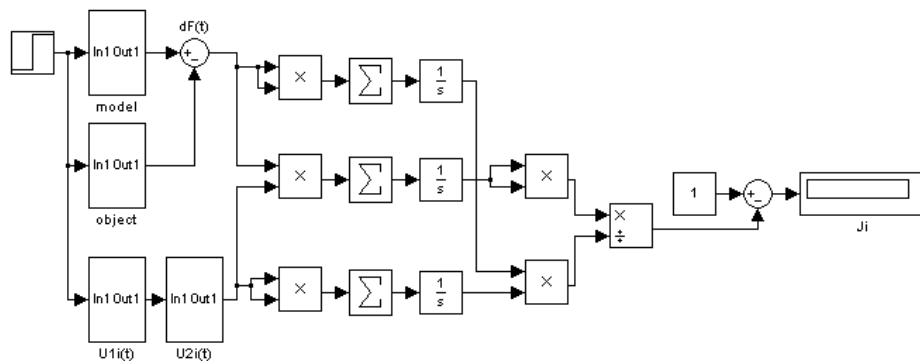 dF(t)
In1 Out1
+
−
model
×
Σ
1
s
In1 Out1
object
×
Σ
1
s
×
×
÷
1
+
−
Ji
In1 Out1
In1 Out1
×
Σ
1
s
×
U1i(t)
U2i(t)